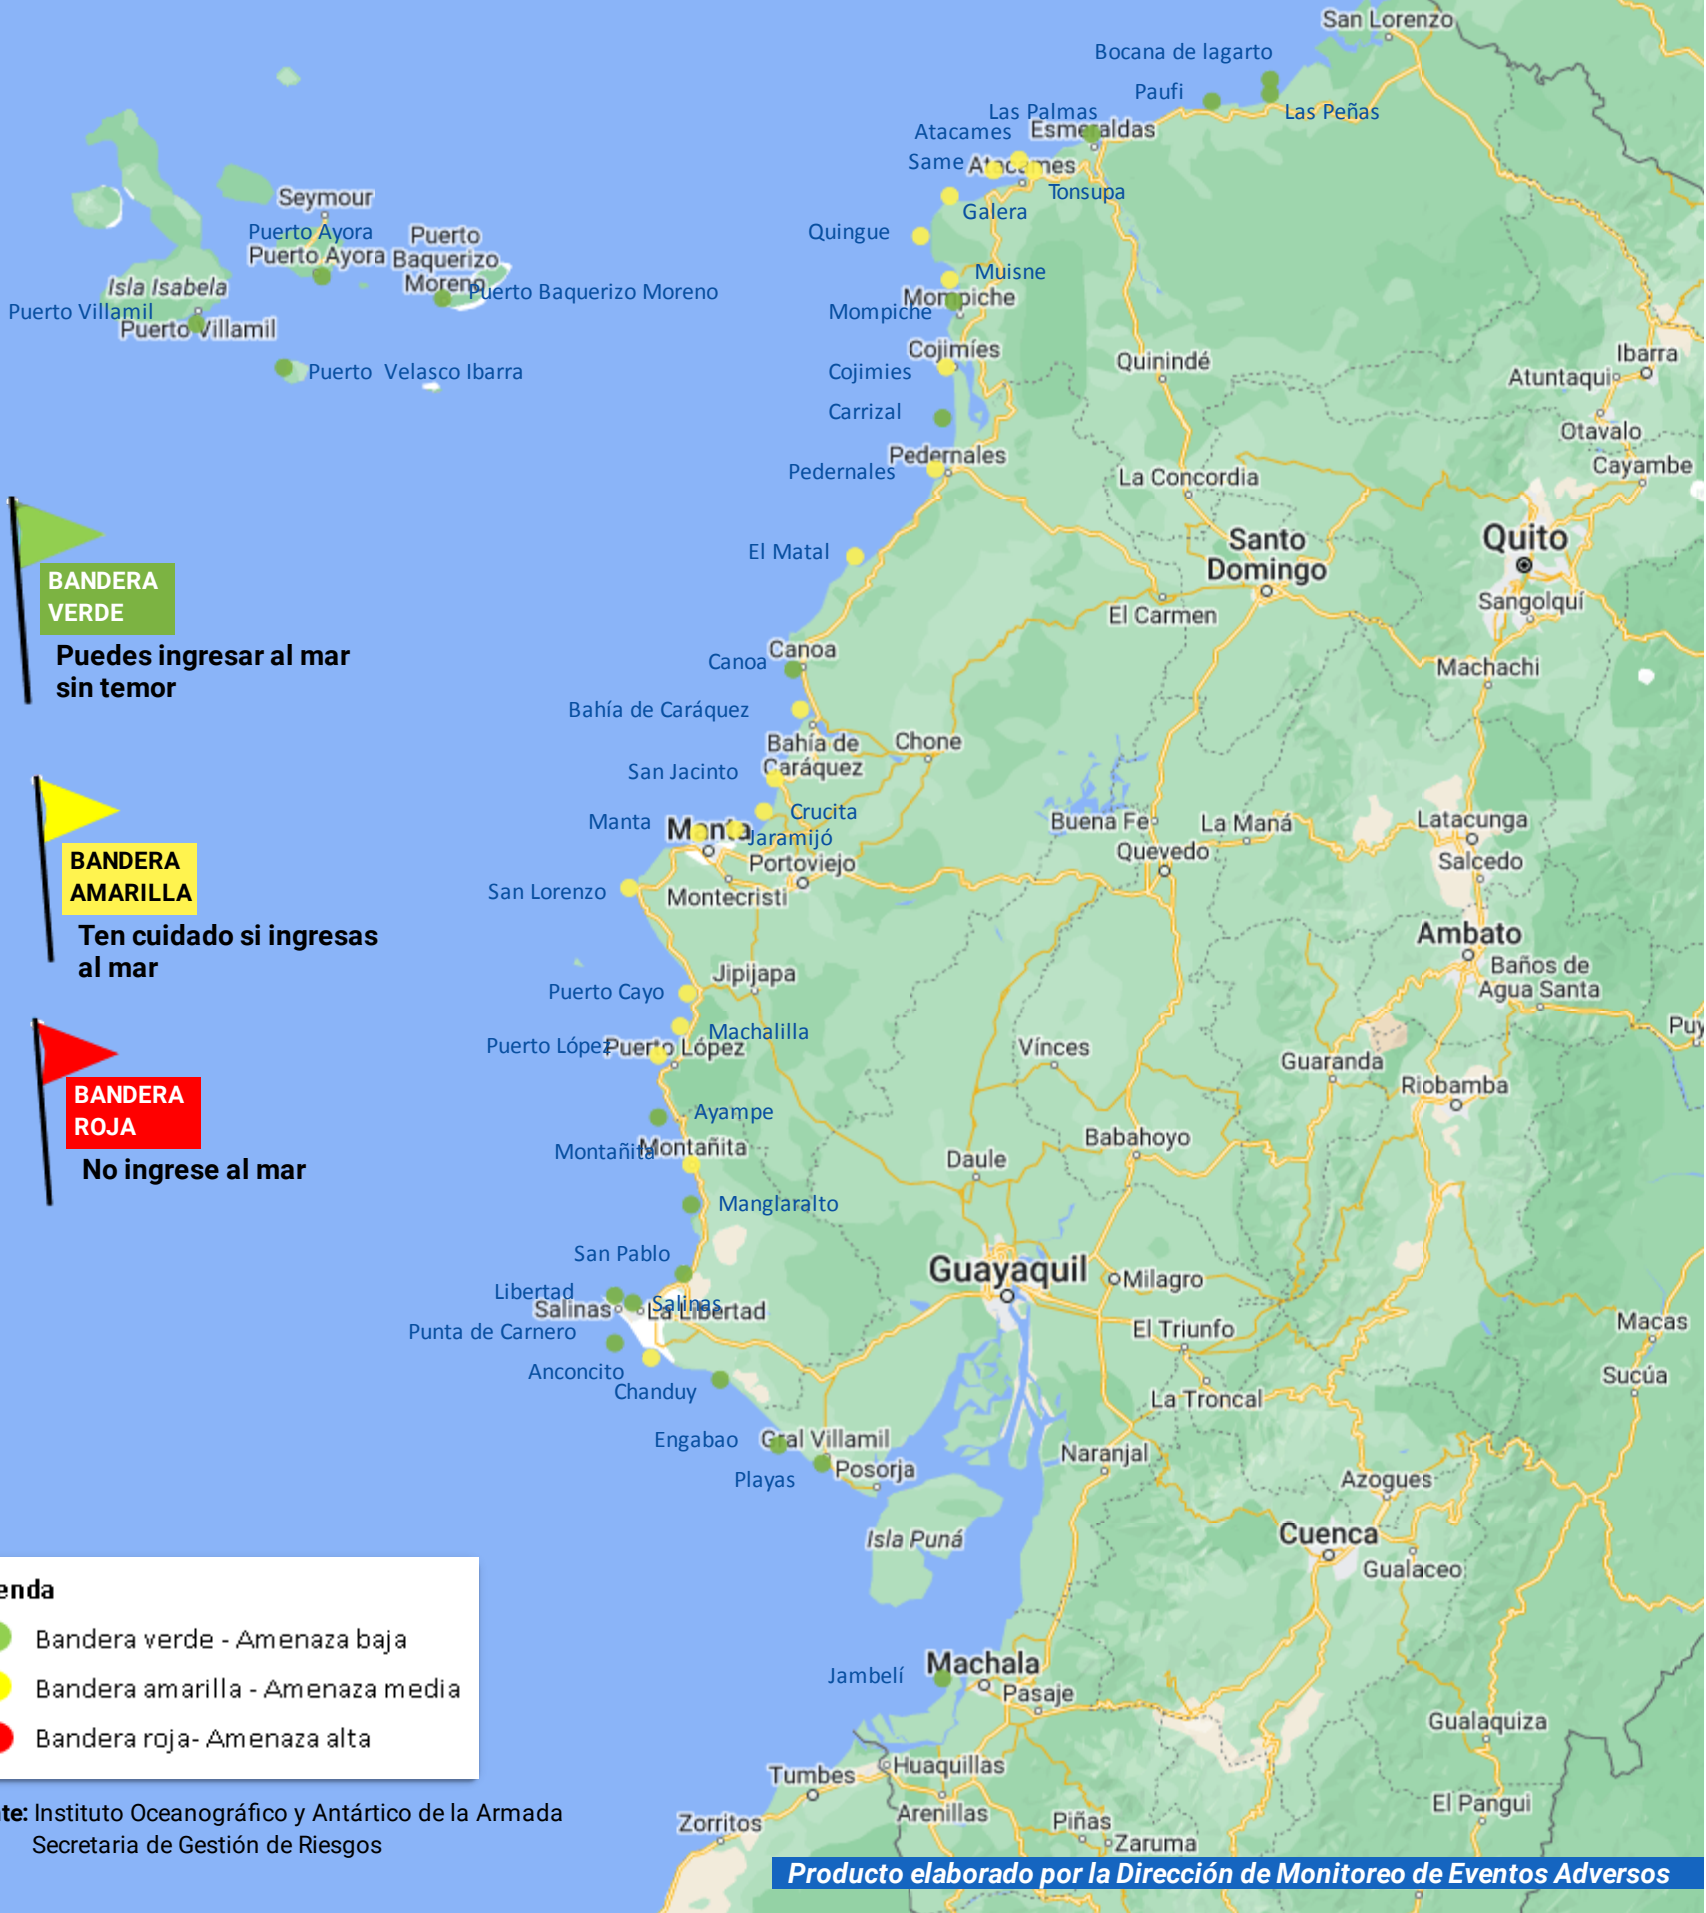 San Lorenzo
Bocana de lagarto
Paufi
Las Peñas
Las Palmas
Atacames
Esmeraldas
Same
Atacames
Tonsupa
Galera
Quingue
Muisne
Mompiche
Mompiche
Cojimíes
Cojimies
Carrizal
Pedernales
Pedernales
El Matal
Canoa
Canoa
Bahía de Caráquez
Bahía de
Caráquez
Chone
San Jacinto
Crucita
Manta
Manta
Jaramijó
Portoviejo
San Lorenzo
Montecristi
Jipijapa
Puerto Cayo
Machalilla
Puerto López
Puerto López
Ayampe
Montañita
Montañita
Manglaralto
San Pablo
Libertad
Salinas
Salinas
La Libertad
Punta de Carnero
Anconcito
Chanduy
Engabao
Gral Villamil
Playas
Posorja
Isla Puná
Jambelí
Machala
Pasaje
Huaquillas
Tumbes
Arenillas
Zorritos
Piñas
Zaruma
Seymour
Puerto Ayora
Puerto Ayora
Puerto
Baquerizo
Moreno
Puerto Baquerizo Moreno
Isla Isabela
Puerto Villamil
Puerto Villamil
Puerto Velasco Ibarra
Quinindé
Ibarra
Atuntaqui
Otavalo
Cayambe
La Concordia
Santo
Domingo
Quito
Sangolquí
El Carmen
Machachi
Buena Fe
La Maná
Latacunga
Quevedo
Salcedo
Ambato
Baños de
Agua Santa
Puy
Vínces
Guaranda
Riobamba
Babahoyo
Daule
Guayaquil
Milagro
El Triunfo
Macas
Sucúa
La Troncal
Naranjal
Azogues
Cuenca
Gualaceo
Gualaquiza
El Pangui
BANDERA
VERDE
Puedes ingresar al mar
sin temor
BANDERA
AMARILLA
Ten cuidado si ingresas
al mar
BANDERA
ROJA
No ingrese al mar
enda
Bandera verde - Amenaza baja
Bandera amarilla - Amenaza media
Bandera roja- Amenaza alta
te: Instituto Oceanográfico y Antártico de la Armada
Secretaria de Gestión de Riesgos
Producto elaborado por la Dirección de Monitoreo de Eventos Adversos